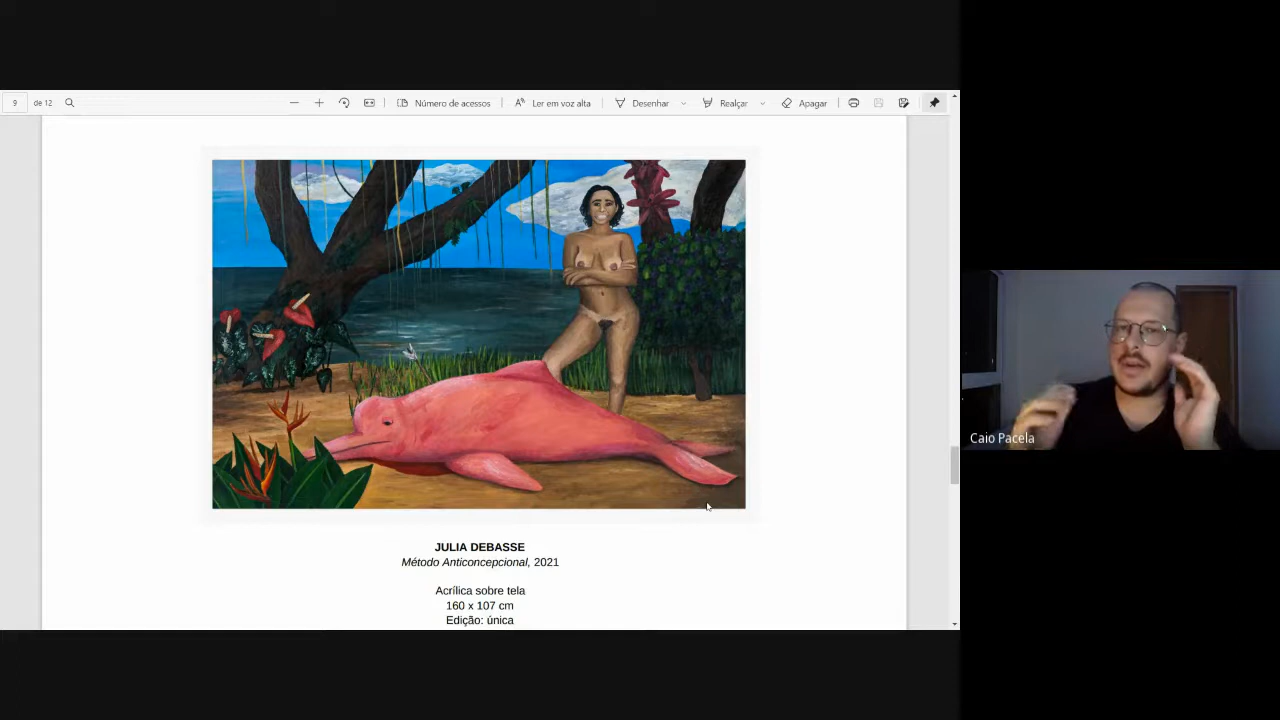 9 de 12 Número de acessos Ler em voz alta Desenhar Realçar Apagar
JULIA DEBASSE
Método Anticoncepcional, 2021
Acrílica sobre tela
160 x 107 cm
Edição: única
Caio Pacela